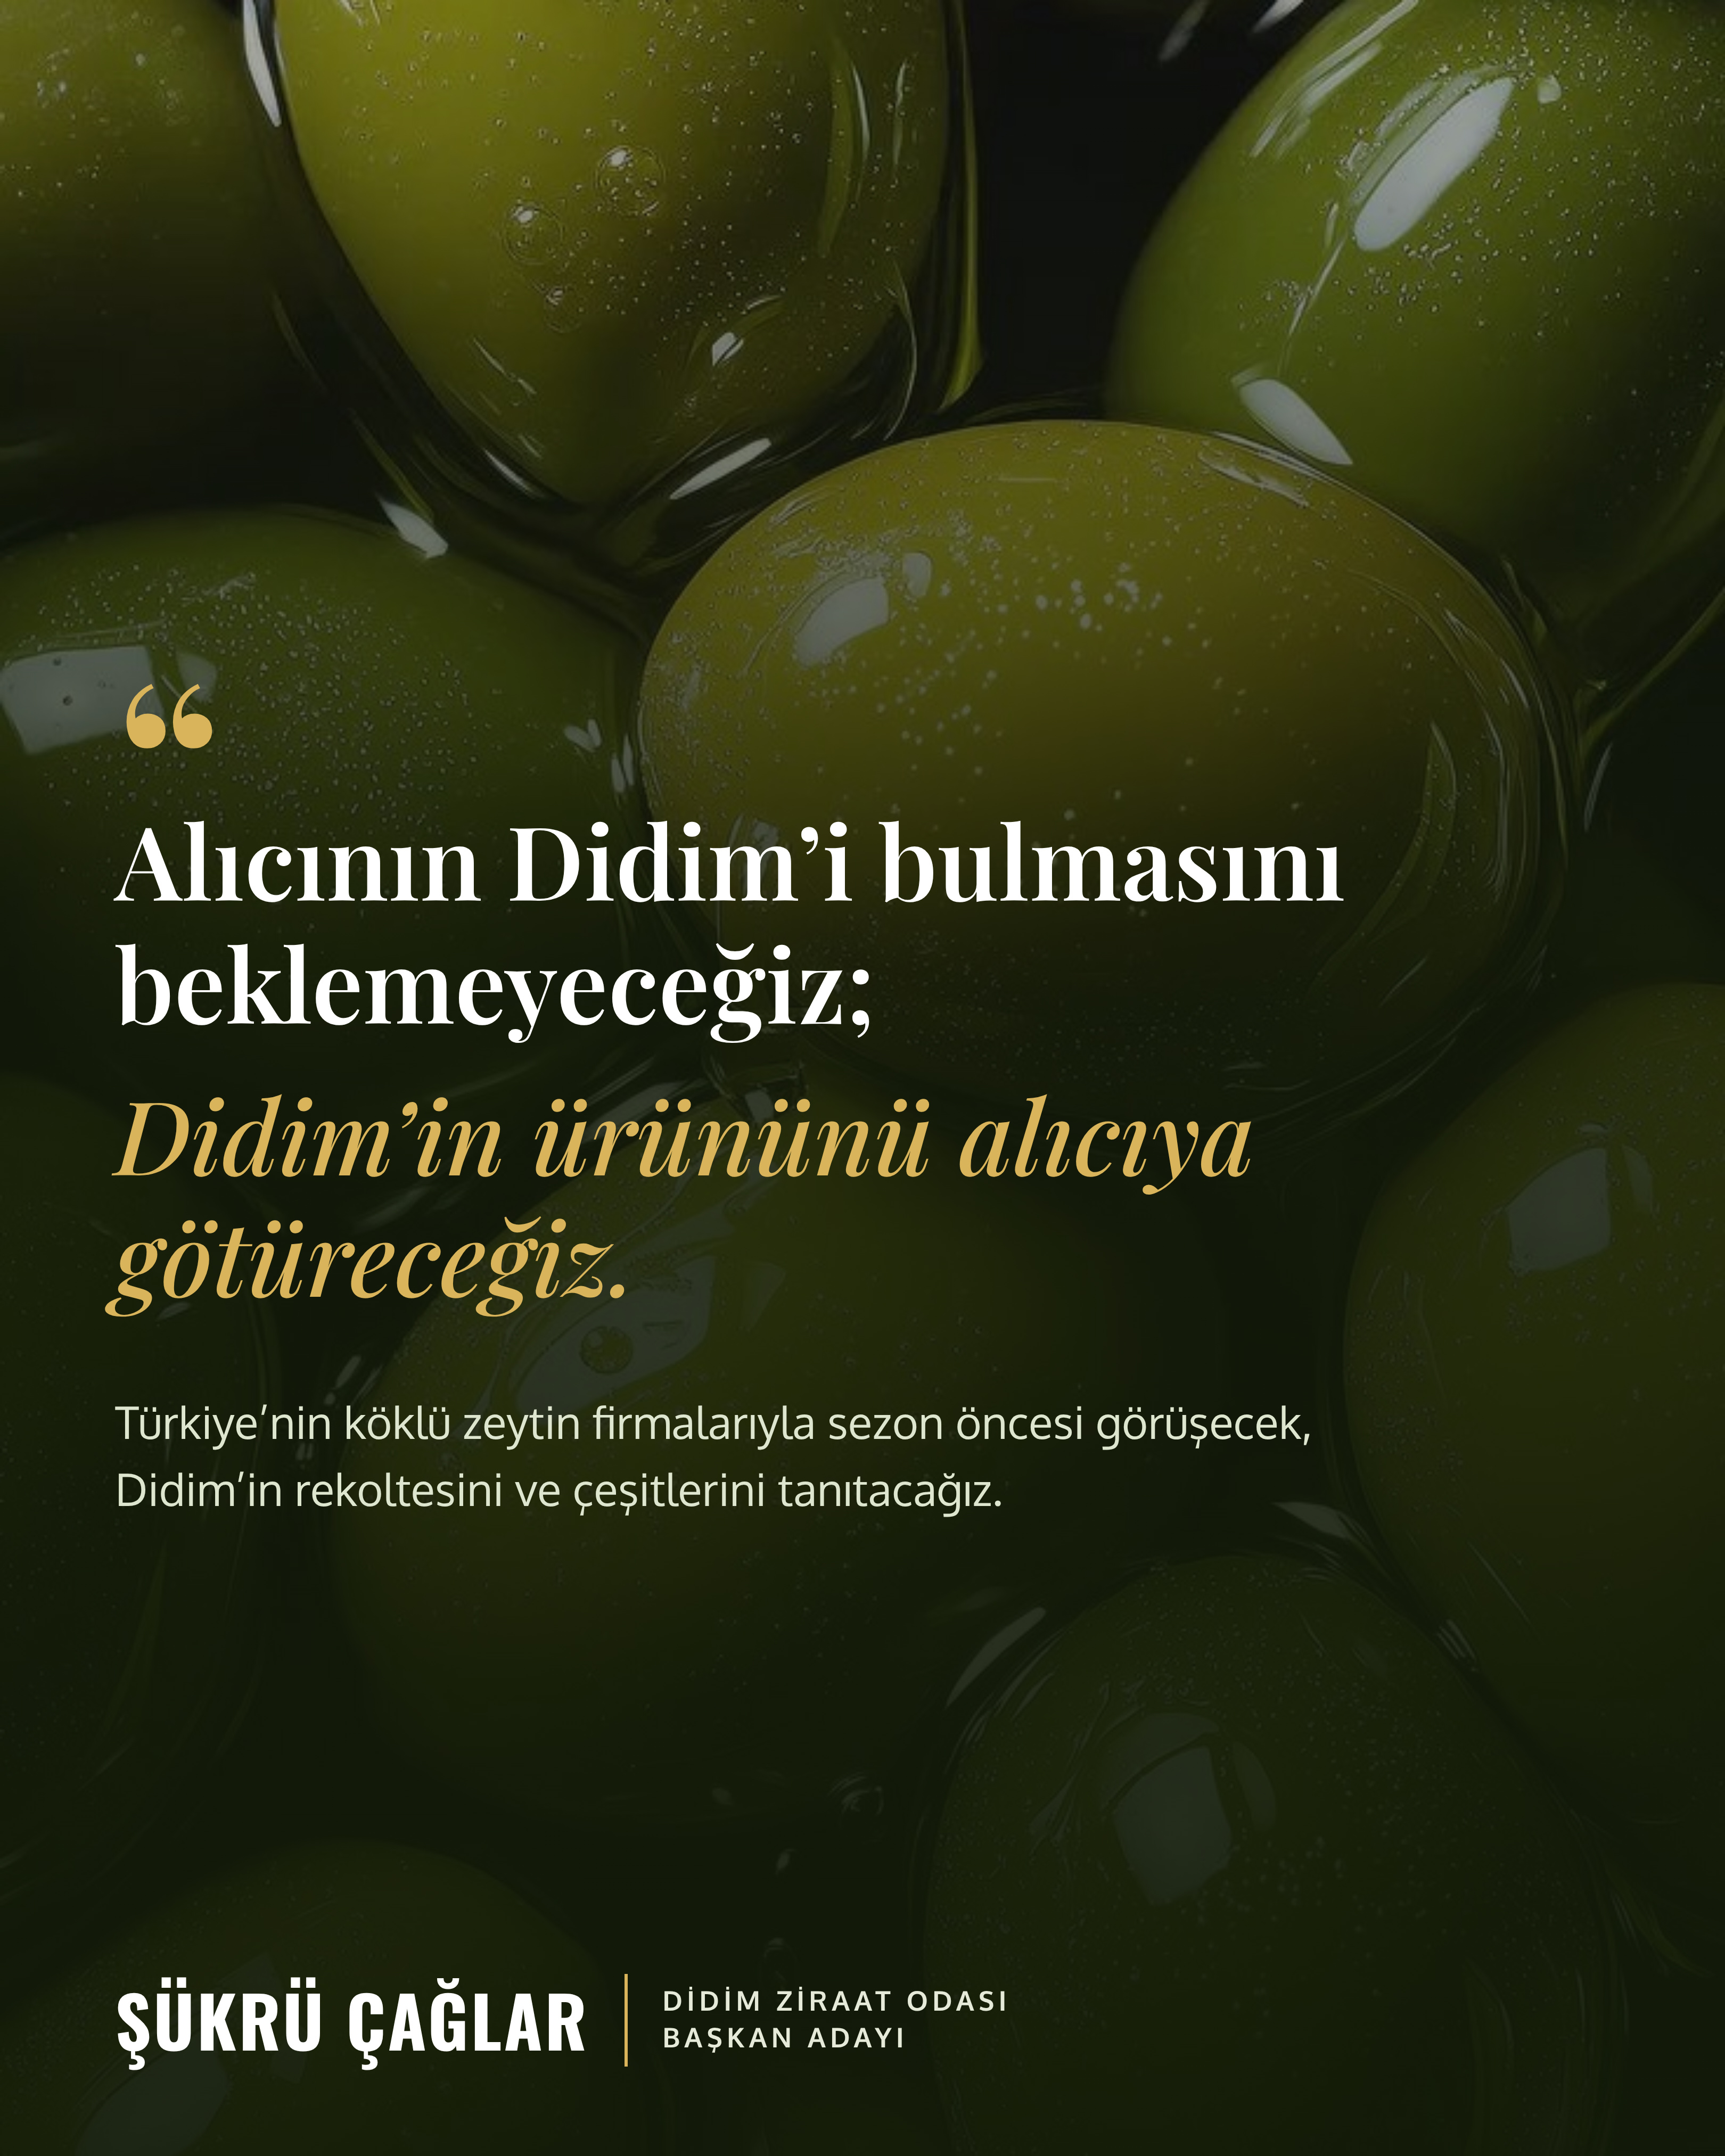 “
Alıcının Didim’i bulmasını
beklemeyeceğiz;
Didim’in ürününü alıcıya
götüreceğiz.
Türkiye’nin köklü zeytin firmalarıyla sezon öncesi görüşecek,
Didim’in rekoltesini ve çeşitlerini tanıtacağız.
ŞÜKRÜ ÇAĞLAR
DİDİM ZİRAAT ODASI
BAŞKAN ADAYI